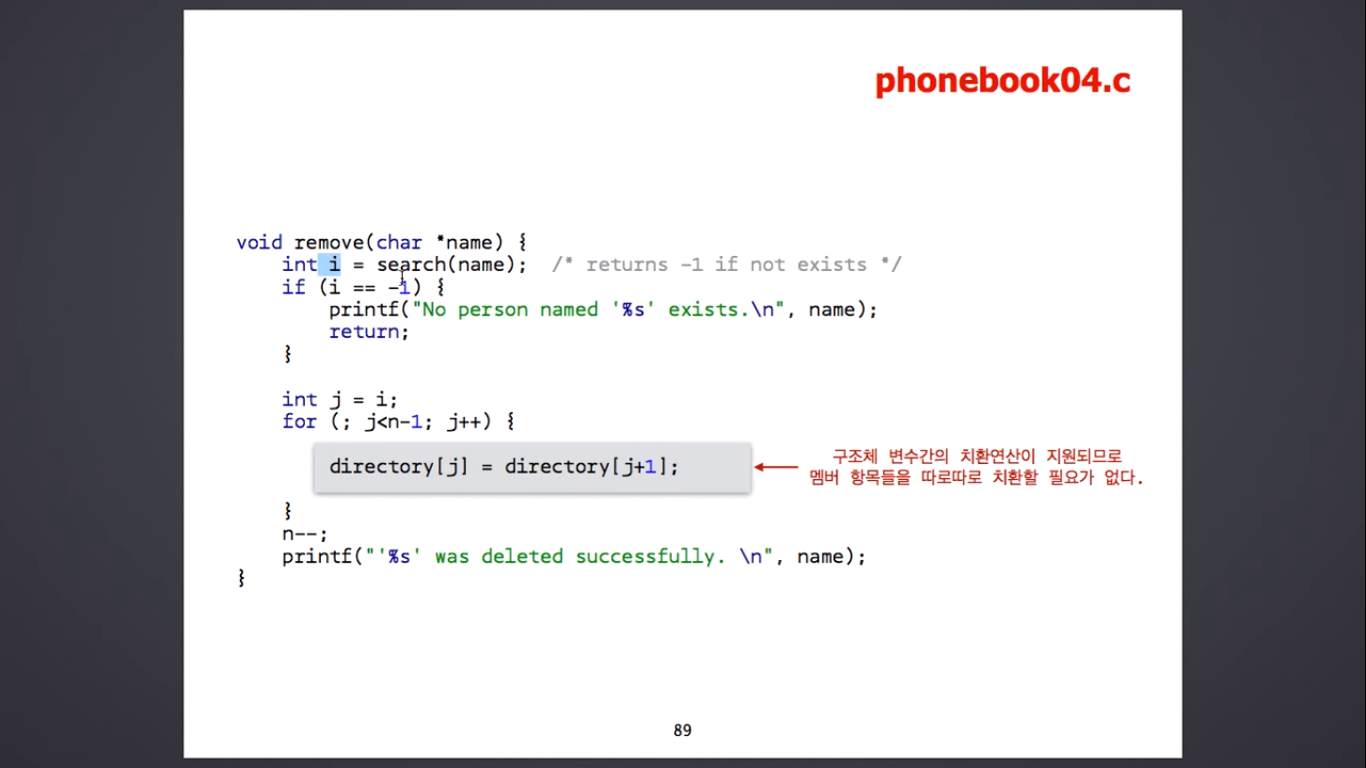 phonebook04.c
void remove(char *name) {
int i = search(name); /* returns -1 if not exists */
if (i == -1) {
printf("No person named '%s' exists.\n", name);
return;
}
int j = i;
for (; j<n-1; j++) {
directory[j] = directory[j+1];
구조체 변수간의 치환연산이 지원되므로
멤버 항목들을 따로따로 치환할 필요가 없다.
}
n--;
printf("'%s' was deleted successfully. \n", name);
}
89